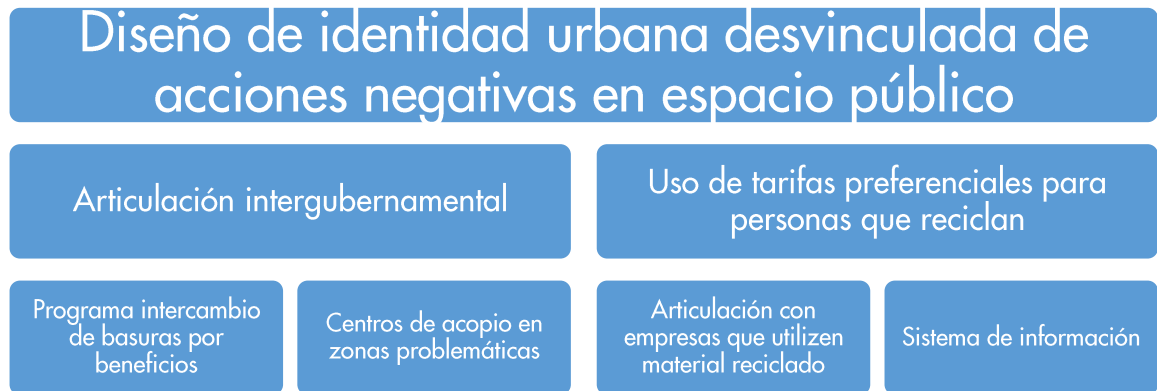 Diseño de identidad urbana desvinculada de
acciones negativas en espacio público
Articulación intergubernamental
Uso de tarifas preferenciales para
personas que reciclan
Programa intercambio
de basuras por
beneficios
Centros de acopio en
zonas problemáticas
Articulación con
empresas que utilizen
material reciclado
Sistema de información